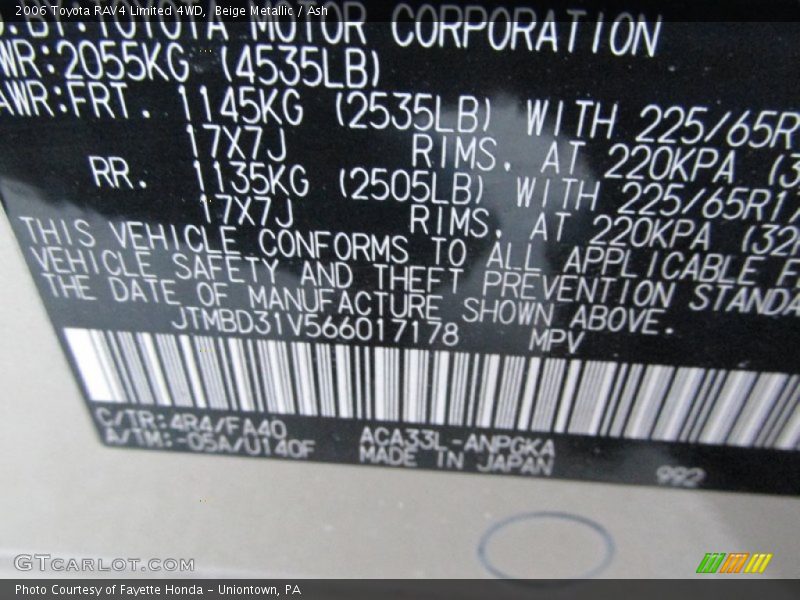 2006 Toyota RAV4 Limited 4WD, Beige Metallic / Ash
TOYOTA MOTOR CORPORATION
WR:2055KG (4535LB)
AWR:FRT. 1145KG (2535LB) WITH 225/65R
17X7J RIMS. AT 220KPA (3
RR. 1135KG (2505LB) WITH 225/65R17
17X7J RIMS. AT 220KPA (32
THIS VEHICLE CONFORMS TO ALL APPLICABLE F
VEHICLE SAFETY AND THEFT PREVENTION STANDA
THE DATE OF MANUFACTURE SHOWN ABOVE.
JTMBD31V566017178 MPV
C/TR:4R4/FA40
A/TM:-05A/U140F
ACA33L-ANPGKA
MADE IN JAPAN
992
GTCARLOT.COM
Photo Courtesy of Fayette Honda - Uniontown, PA